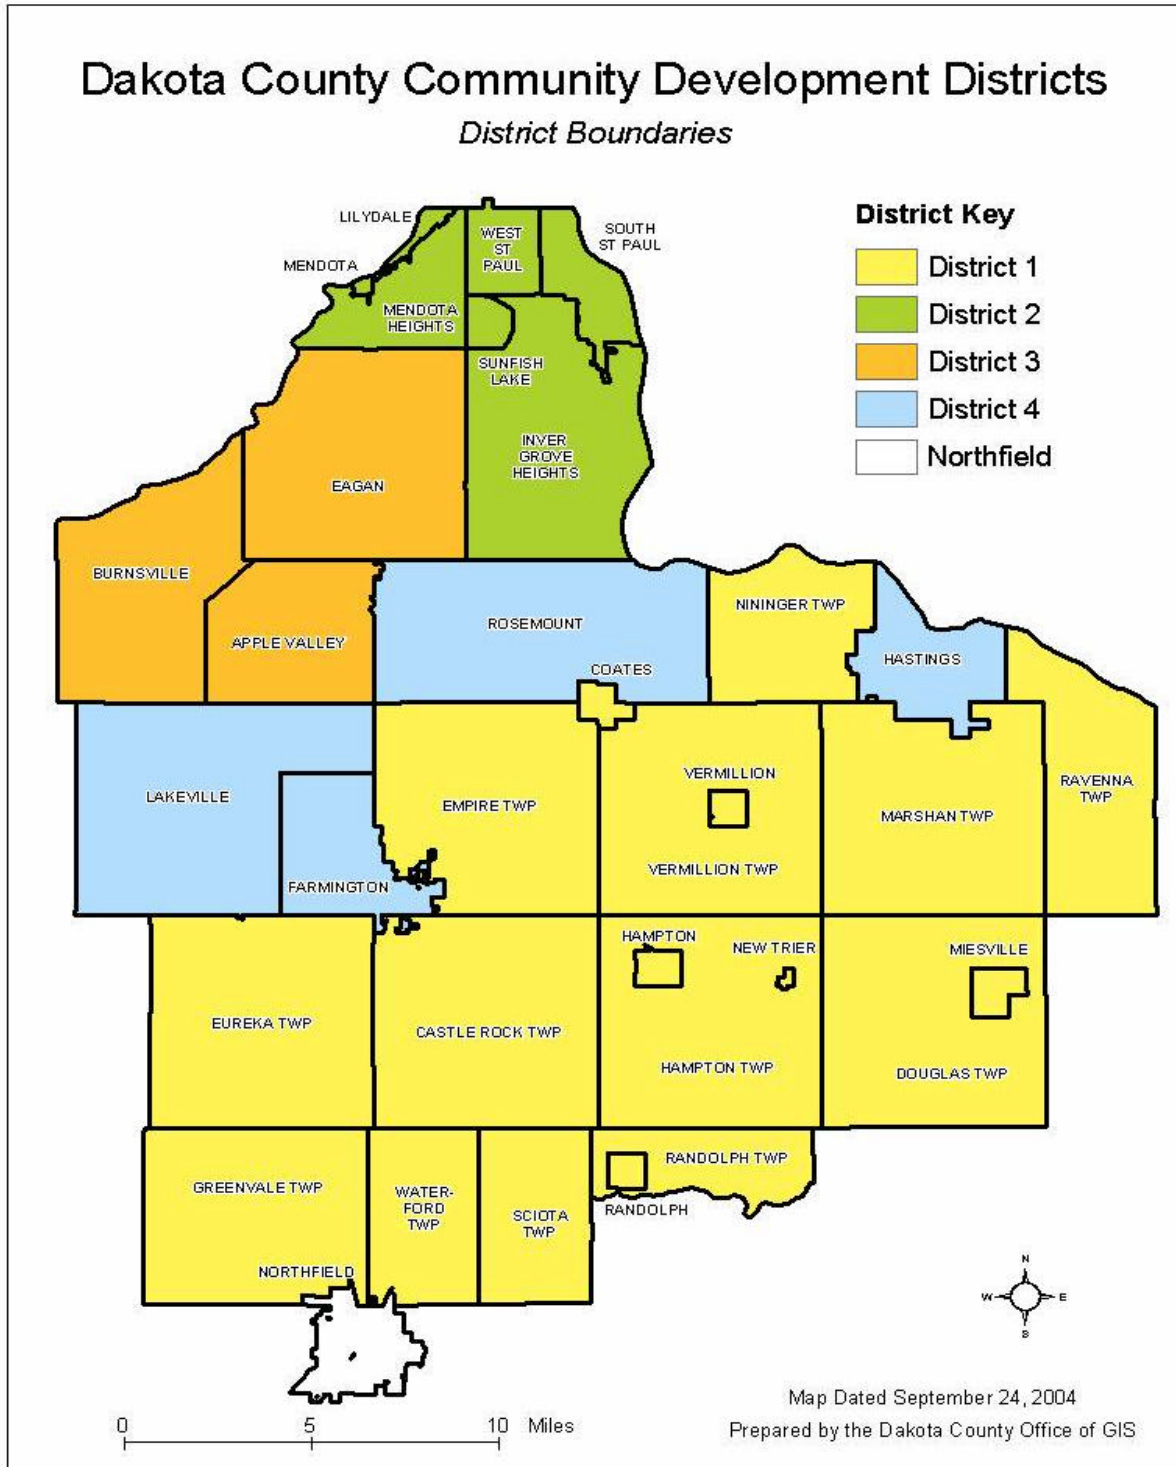 Dakota County Community Development Districts
District Boundaries
LILYDALE
MENDOTA
WEST
ST
PAUL
SOUTH
ST PAUL
MENDOTA
HEIGHTS
SUNFISH
LAKE
INVER
GROVE
HEIGHTS
EAGAN
BURNSVILLE
APPLE VALLEY
ROSEMOUNT
COATES
NININGER TWP
HASTINGS
RAVENNA
TWP
LAKEVILLE
FARMINGTON
EMPIRE TWP
VERMILLION
VERMILLION TWP
MARSHAN TWP
EUREKA TWP
CASTLE ROCK TWP
HAMPTON
NEW TRIER
HAMPTON TWP
MIESVILLE
DOUGLAS TWP
GREENVALE TWP
WATER-
FORD
TWP
SCIOTA
TWP
RANDOLPH TWP
RANDOLPH
NORTHFIELD
District Key
District 1
District 2
District 3
District 4
Northfield
N
W E
S
0 5 10 Miles
Map Dated September 24, 2004
Prepared by the Dakota County Office of GIS